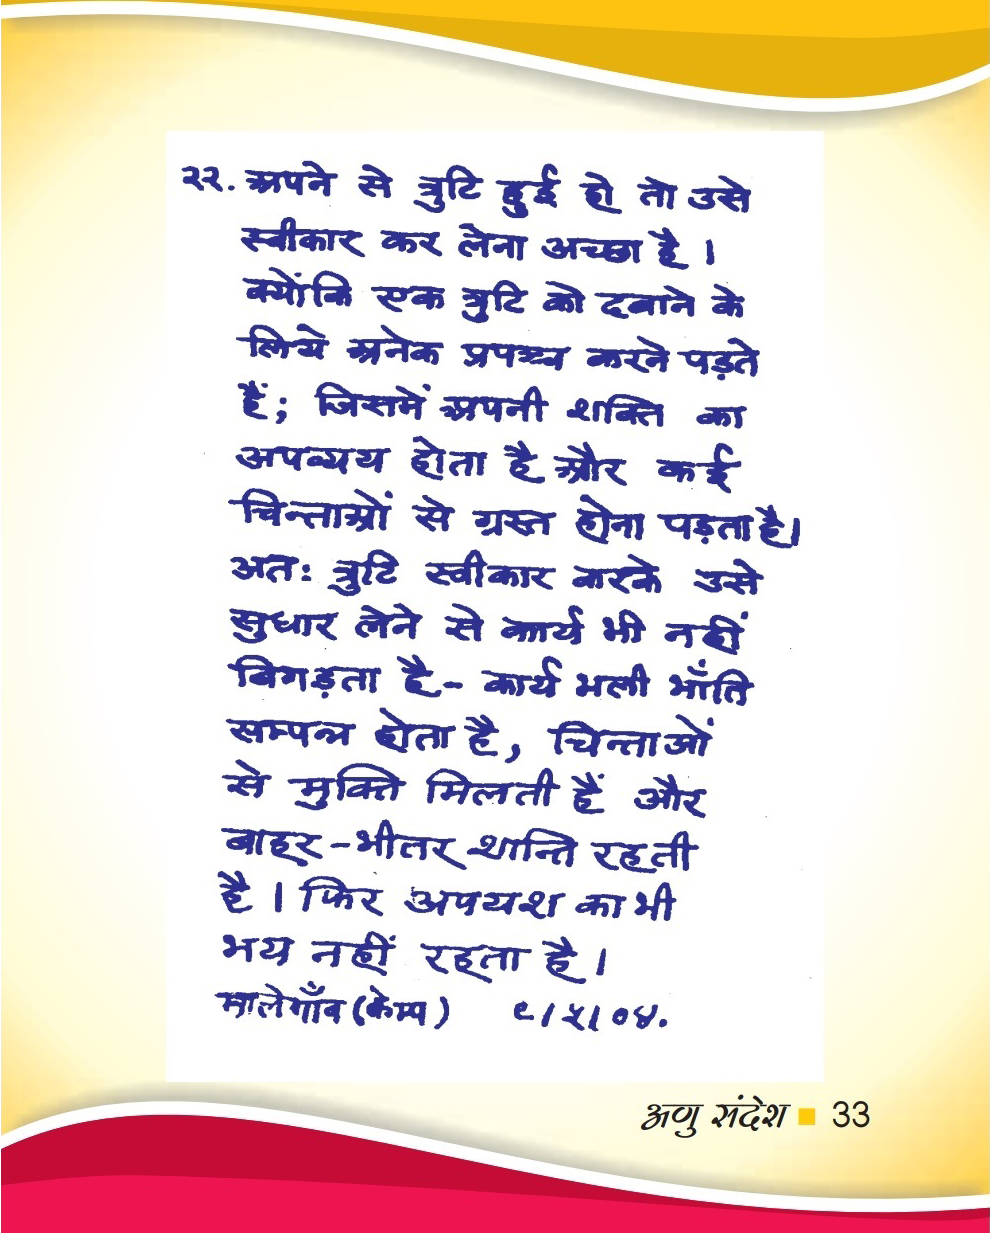 २२. अपने से त्रुटि हुई हो तो उसे
स्वीकार कर लेना अच्छा है ।
क्योंकि एक त्रुटि को दबाने के
लिये अनेक प्रपञ्च करने पड़ते
हैं; जिसमें अपनी शक्ति का
अपव्यय होता है और कई
चिन्ताओं से ग्रस्त होना पड़ता है।
अतः त्रुटि स्वीकार करके उसे
सुधार लेने से कार्य भी नहीं
बिगड़ता है- कार्य भली भाँति
सम्पन्न होता है, चिन्ताओं
से मुक्ति मिलती हैं और
बाहर-भीतर शान्ति रहती
है । फिर अपयश का भी
भय नहीं रहता है ।
मालेगाँव (केम्प) ९/५/०४.
अणु संदेश ■ 33